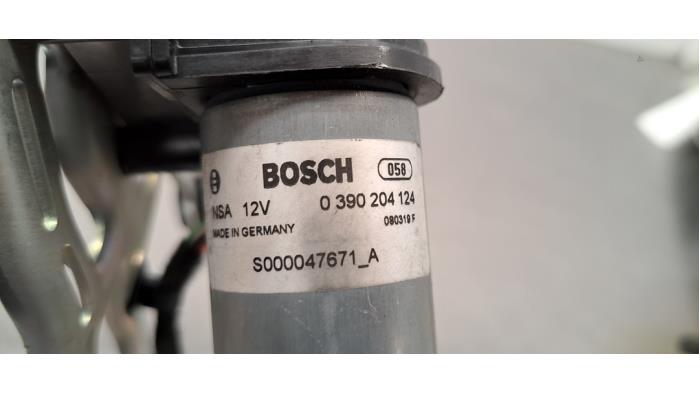 BOSCH 058
NSA 12V 0 390 204 124
MADE IN GERMANY 080319 F
S000047671_A